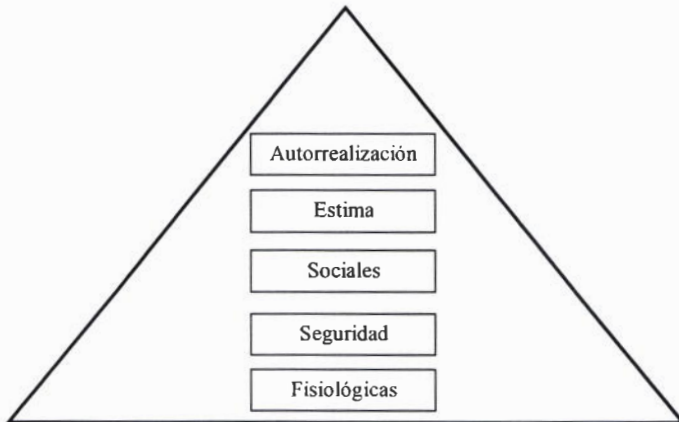 Autorrealización
Estima
Sociales
Seguridad
Fisiológicas